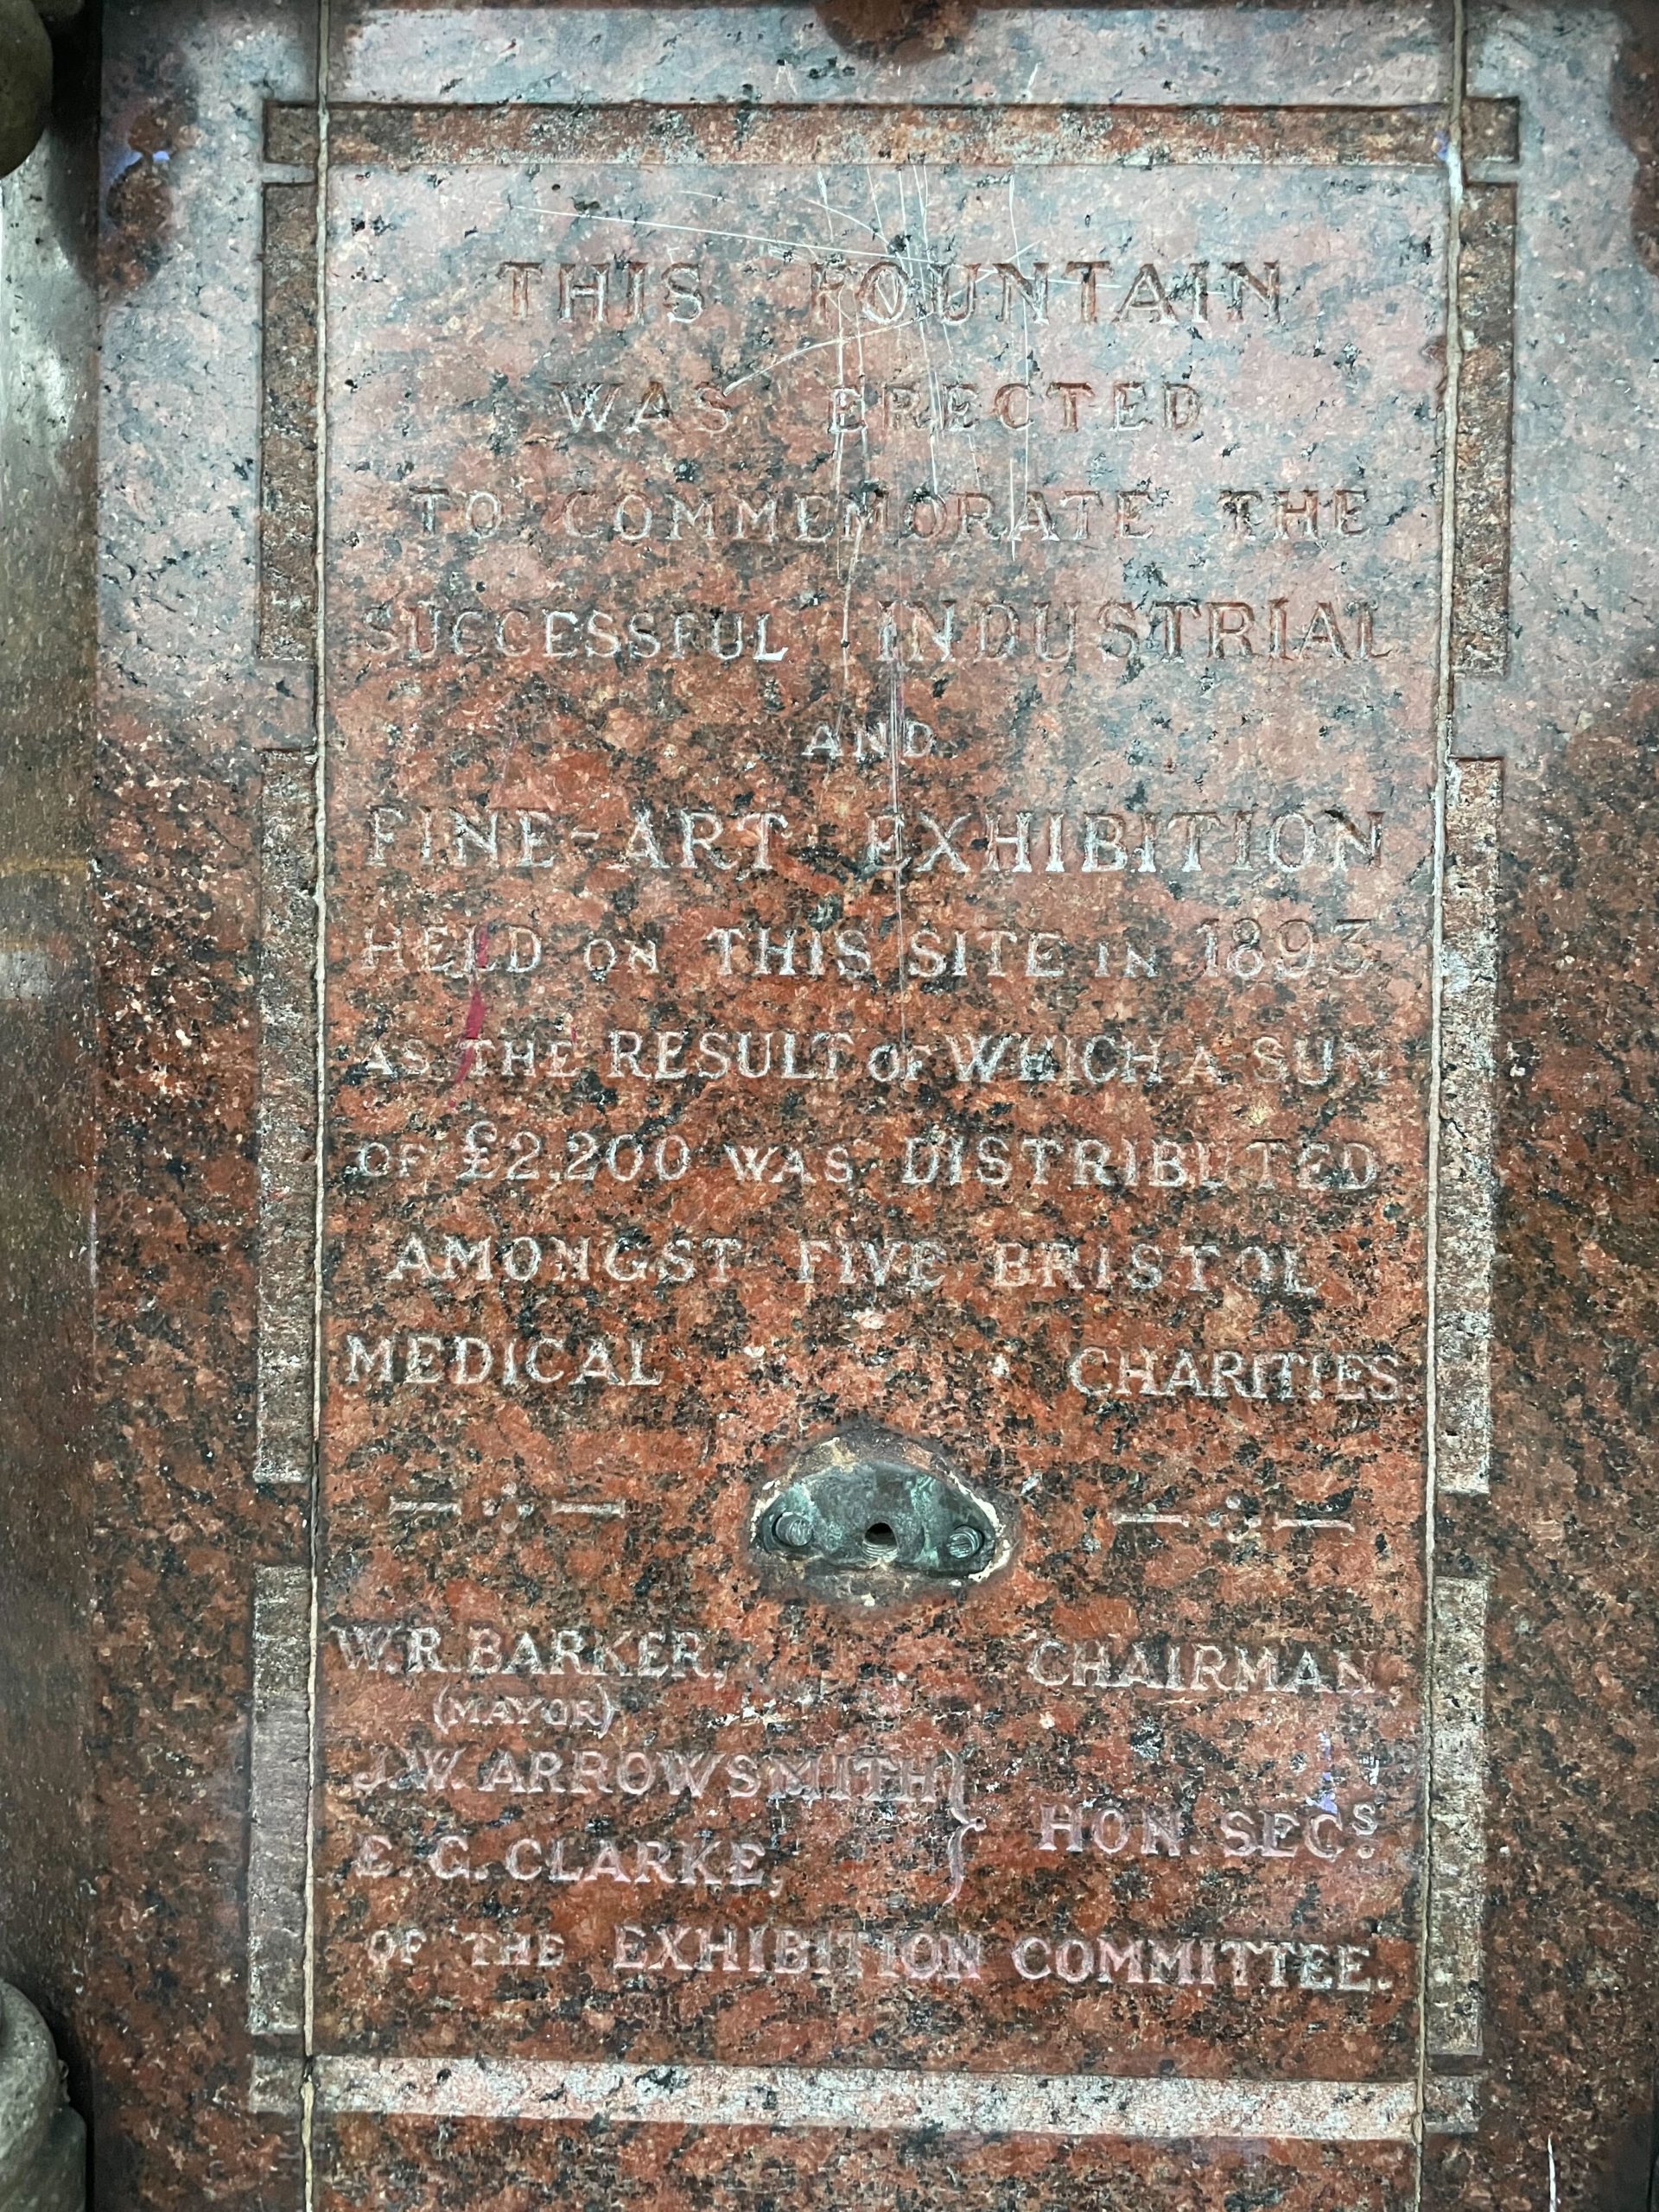 THIS FOUNTAIN
WAS ERECTED
TO COMMEMORATE THE
SUCCESSFUL INDUSTRIAL
AND
FINE-ART EXHIBITION
HELD ON THIS SITE IN 1893
AS THE RESULT OF WHICH A SUM
OF £2,200 WAS DISTRIBUTED
AMONGST FIVE BRISTOL
MEDICAL CHARITIES.
W.R. BARKER, CHAIRMAN,
(MAYOR)
J.W. ARROWSMITH } HON. SECS.
E. G. CLARKE,
OF THE EXHIBITION COMMITTEE.